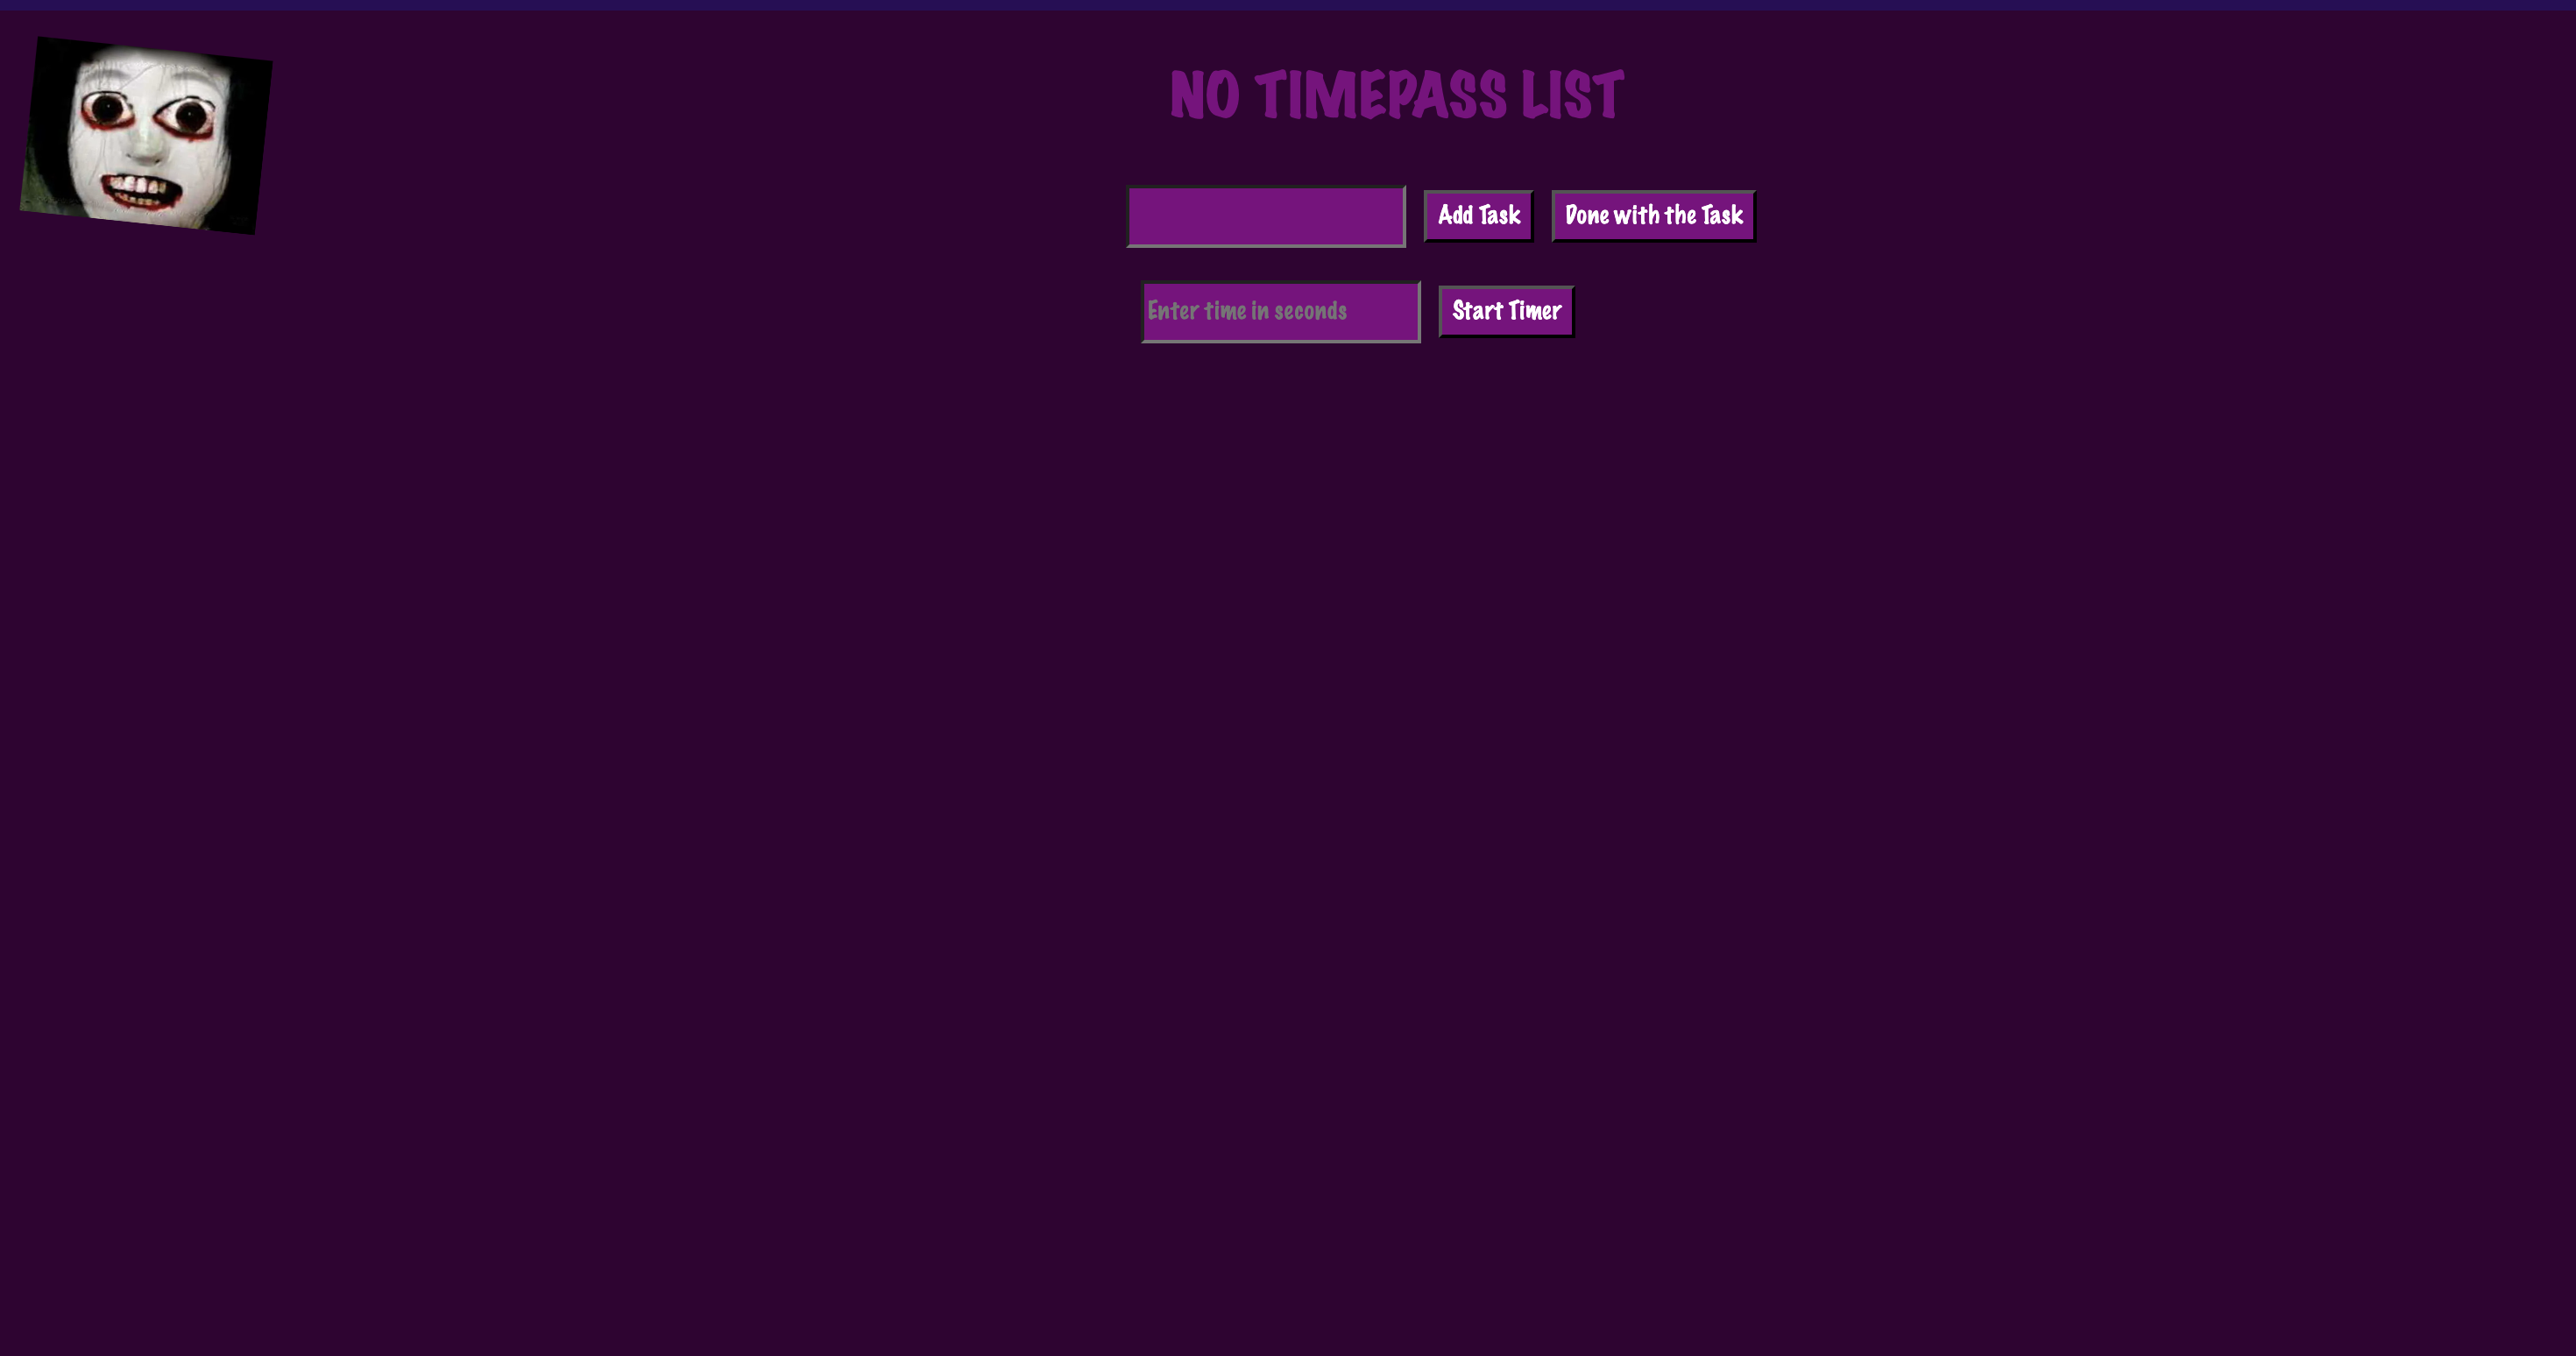 NO TIMEPASS LIST
Add Task Done with the Task
Enter time in seconds Start Timer